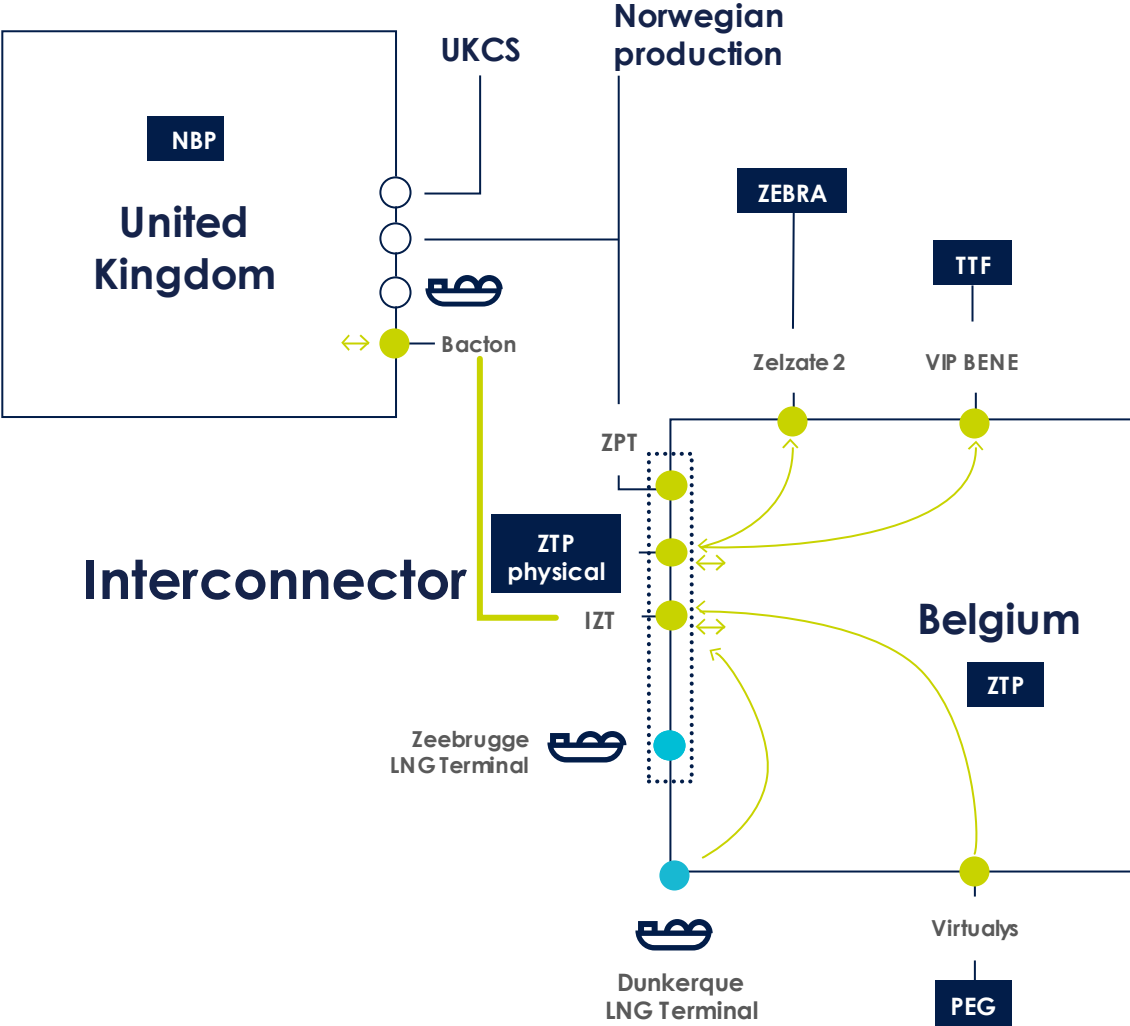 Norwegian
production
UKCS
NBP
United
Kingdom
ZEBRA
TTF
Bacton
Zelzate 2
VIP BENE
ZPT
ZTP
physical
Interconnector
IZT
Belgium
ZTP
Zeebrugge
LNG Terminal
Virtualys
Dunkerque
LNG Terminal
PEG